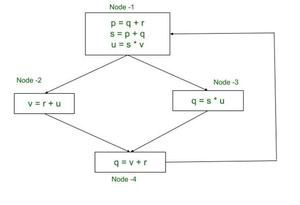 Node -1
p = q + r
s = p + q
u = s * v
Node -2
v = r + u
Node -3
q = s * u
q = v + r
Node -4